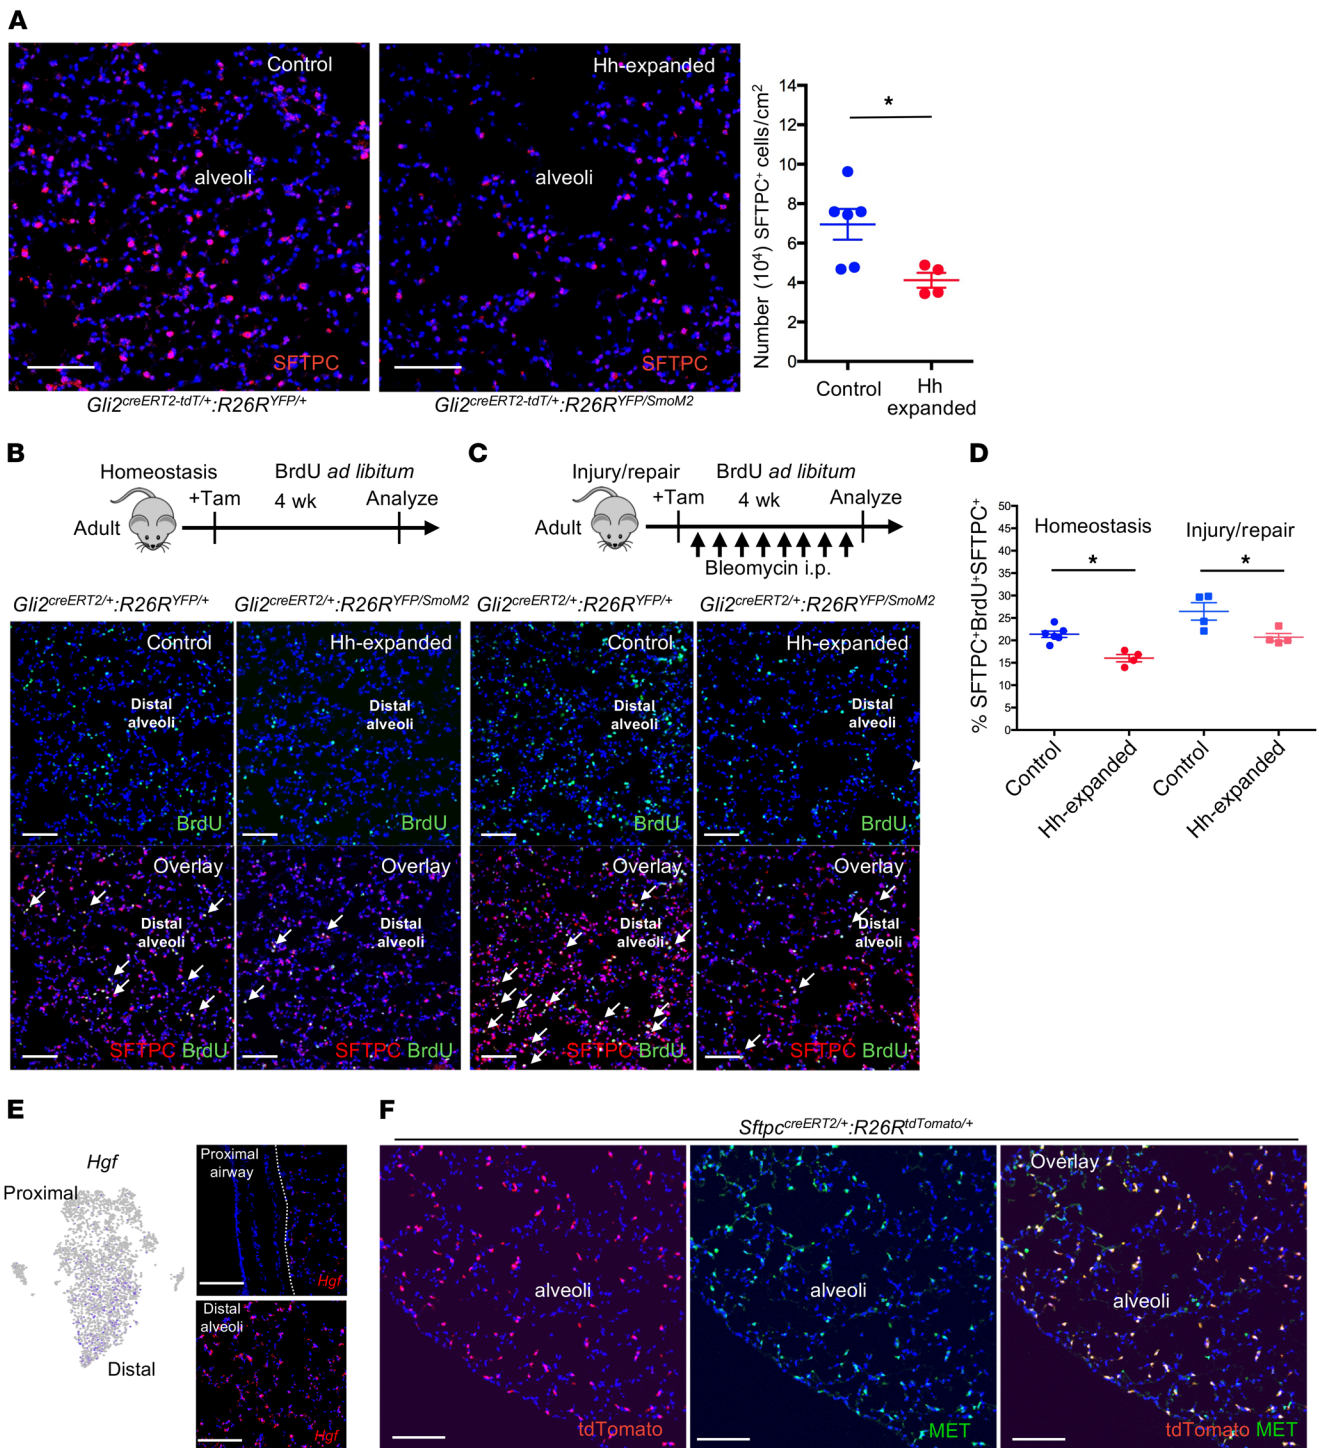 A
Control
alveoli
SFTPC
Gli2creERT2-tdT/+:R26RYFP/+
Hh-expanded
alveoli
SFTPC
Gli2creERT2-tdT/+:R26RYFP/SmoM2
Number (10⁴) SFTPC⁺ cells/cm²
14
12
10
8
6
4
2
0
*
Control
Hh
expanded
B
Homeostasis
BrdU ad libitum
+Tam
4 wk
Analyze
Adult
Gli2creERT2/+:R26RYFP/+
Gli2creERT2/+:R26RYFP/SmoM2
Control
Distal
alveoli
BrdU
Hh-expanded
Distal
alveoli
BrdU
Overlay
Distal
alveoli
SFTPC BrdU
Overlay
Distal
alveoli
SFTPC BrdU
C
Injury/repair
BrdU ad libitum
+Tam
4 wk
Analyze
Adult
Bleomycin i.p.
Gli2creERT2/+:R26RYFP/+
Gli2creERT2/+:R26RYFP/SmoM2
Control
Distal
alveoli
BrdU
Hh-expanded
Distal
alveoli
BrdU
Overlay
Distal
alveoli
SFTPC BrdU
Overlay
Distal
alveoli
SFTPC BrdU
D
% SFTPC⁺BrdU⁺SFTPC⁺
50
45
40
35
30
25
20
15
10
5
0
Homeostasis
*
Injury/repair
*
Control
Hh-expanded
Control
Hh-expanded
E
Hgf
Proximal
Distal
Proximal
airway
Hgf
Distal
alveoli
Hgf
F
SftpccreERT2/+:R26RtdTomato/+
alveoli
tdTomato
alveoli
MET
Overlay
alveoli
tdTomato MET